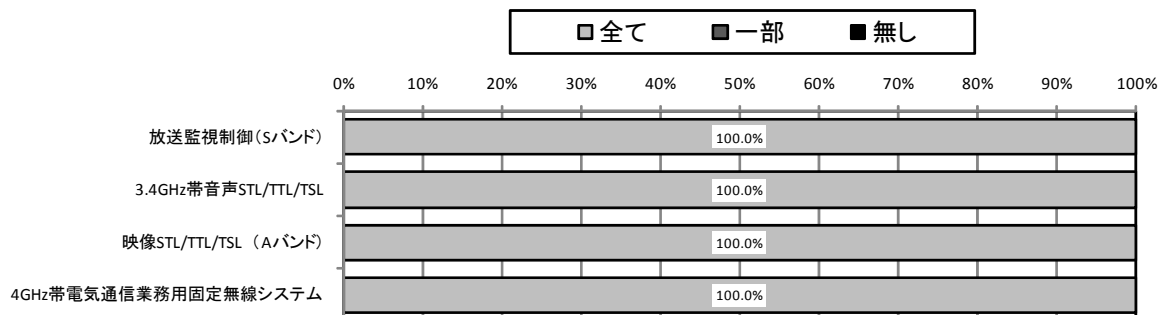 全て 一部 無し
0% 10% 20% 30% 40% 50% 60% 70% 80% 90% 100%
放送監視制御(Sバンド) 100.0%
3.4GHz帯音声STL/TTL/TSL 100.0%
映像STL/TTL/TSL (Aバンド) 100.0%
4GHz帯電気通信業務用固定無線システム 100.0%